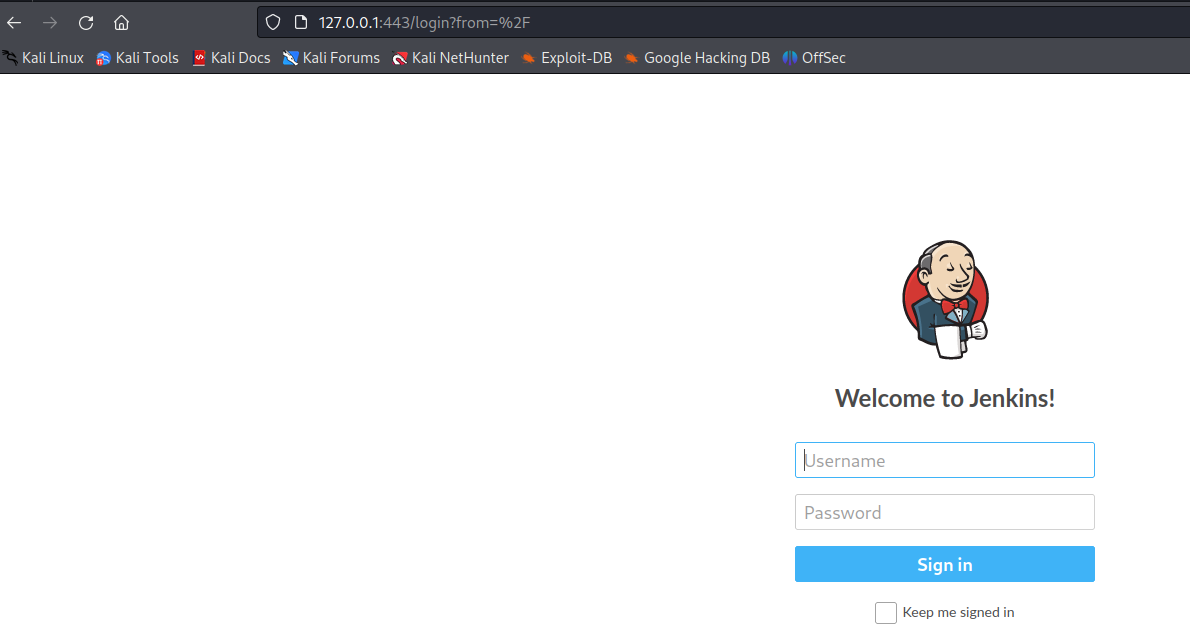 127.0.0.1:443/login?from=%2F
Kali Linux Kali Tools Kali Docs Kali Forums Kali NetHunter Exploit-DB Google Hacking DB OffSec
Welcome to Jenkins!
Username
Password
Sign in
Keep me signed in